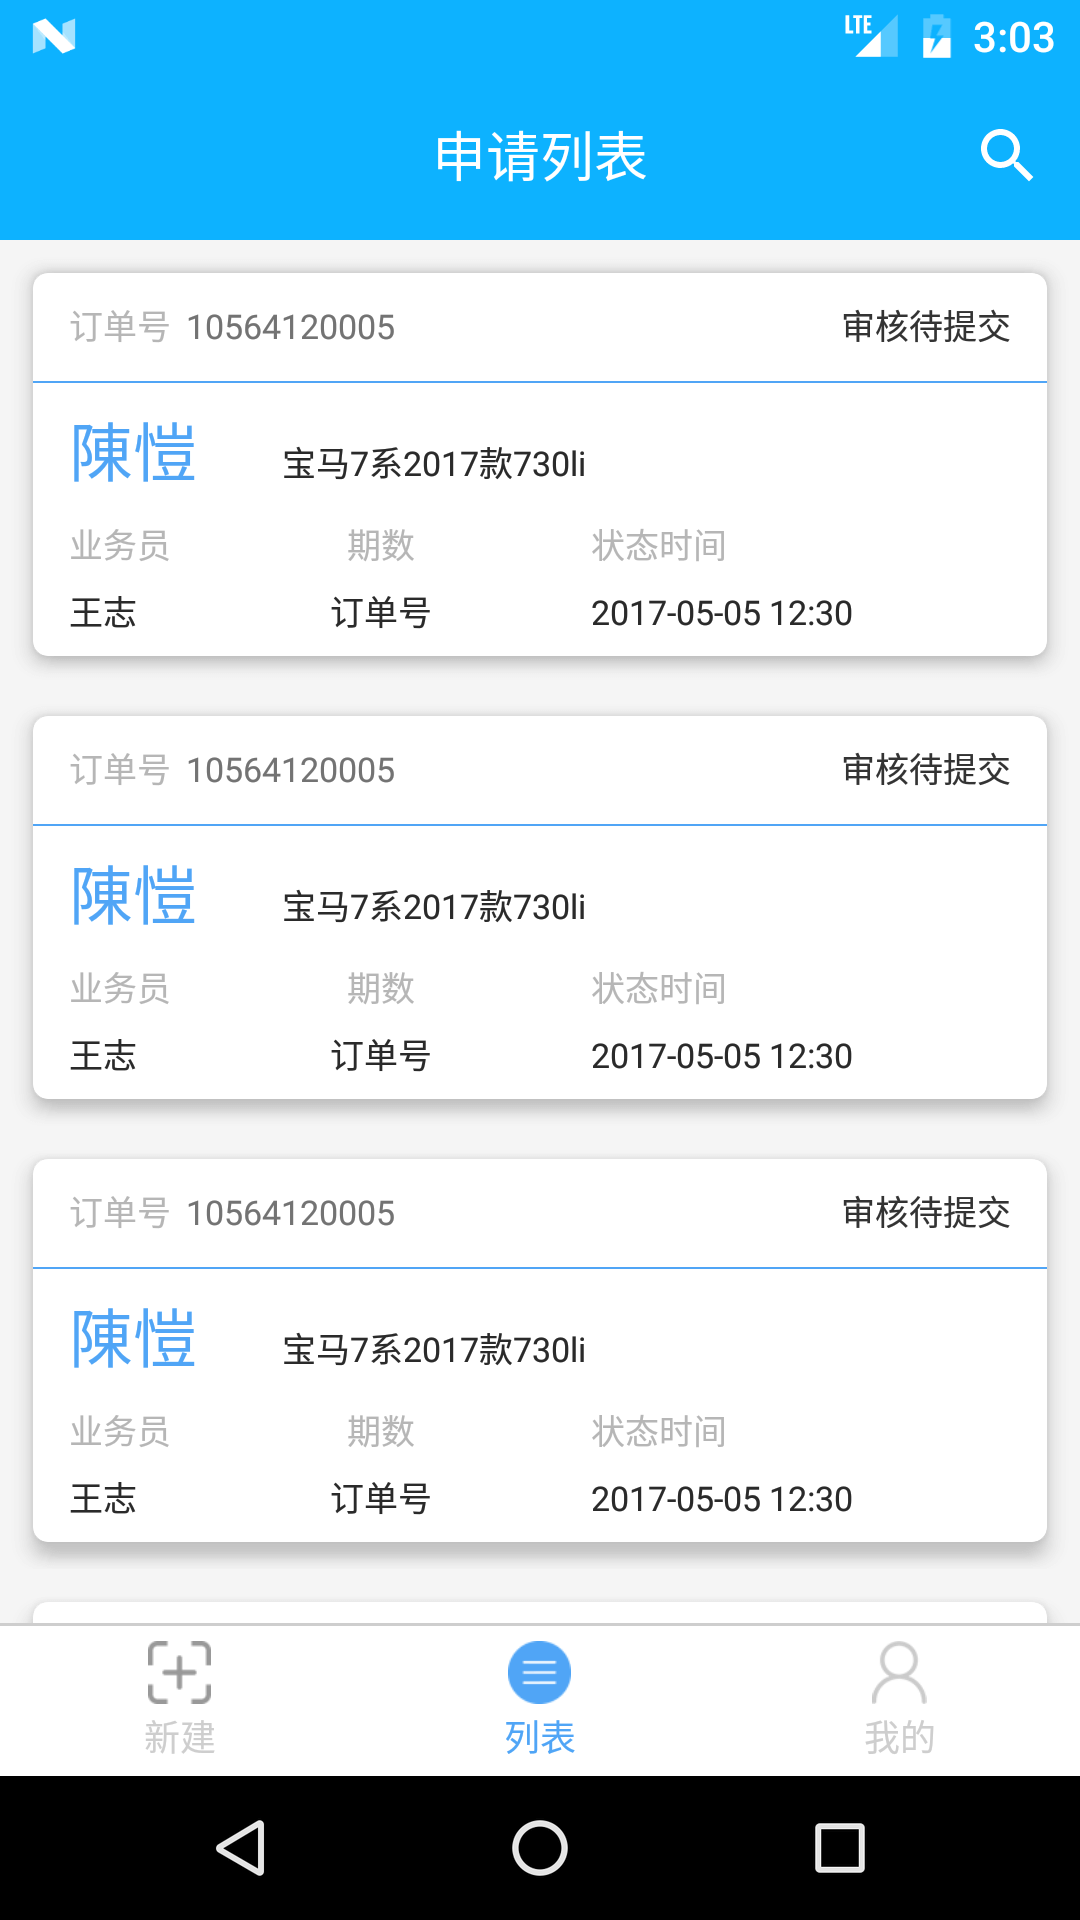 LTE 3:03
申请列表
订单号 10564120005 审核待提交
陳愷 宝马7系2017款730li
业务员 期数 状态时间
王志 订单号 2017-05-05 12:30
订单号 10564120005 审核待提交
陳愷 宝马7系2017款730li
业务员 期数 状态时间
王志 订单号 2017-05-05 12:30
订单号 10564120005 审核待提交
陳愷 宝马7系2017款730li
业务员 期数 状态时间
王志 订单号 2017-05-05 12:30
新建 列表 我的